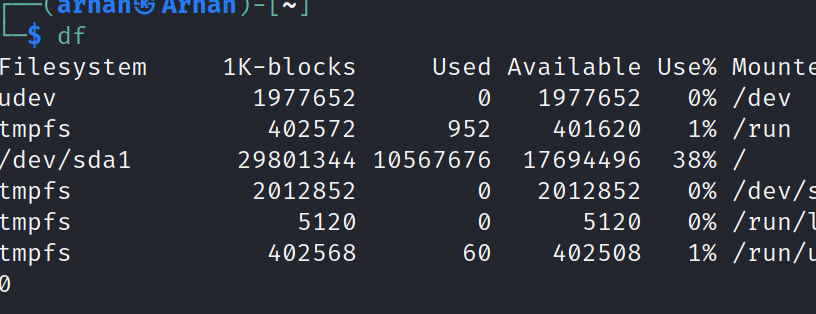 ┌──(arhan㉿Arhan)-[~]
└─$ df
Filesystem 1K-blocks Used Available Use% Mounte
udev 1977652 0 1977652 0% /dev
tmpfs 402572 952 401620 1% /run
/dev/sda1 29801344 10567676 17694496 38% /
tmpfs 2012852 0 2012852 0% /dev/s
tmpfs 5120 0 5120 0% /run/l
tmpfs 402568 60 402508 1% /run/u
0